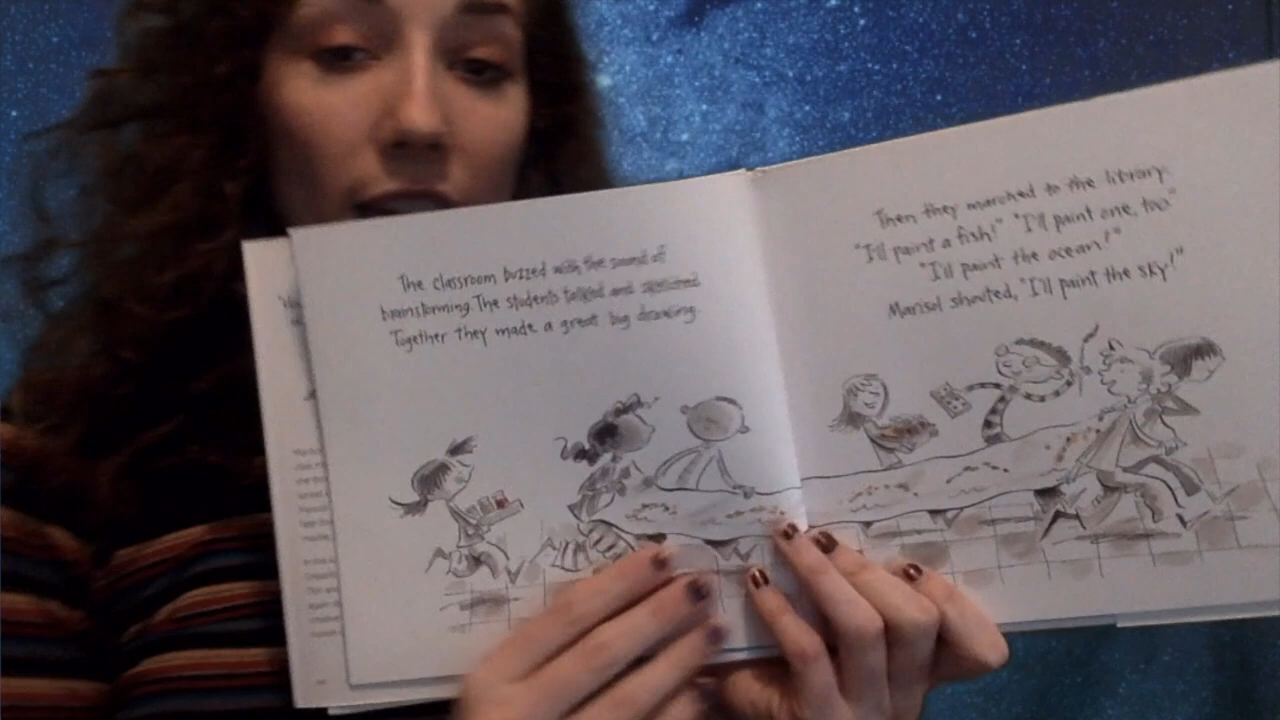 The classroom buzzed with the sound of
brainstorming. The students talked and sketched.
Together they made a great big drawing.
Then they marched to the library.
"I'll paint a fish!" "I'll paint one, too."
"I'll paint the ocean!"
Marisol shouted, "I'll paint the sky!"